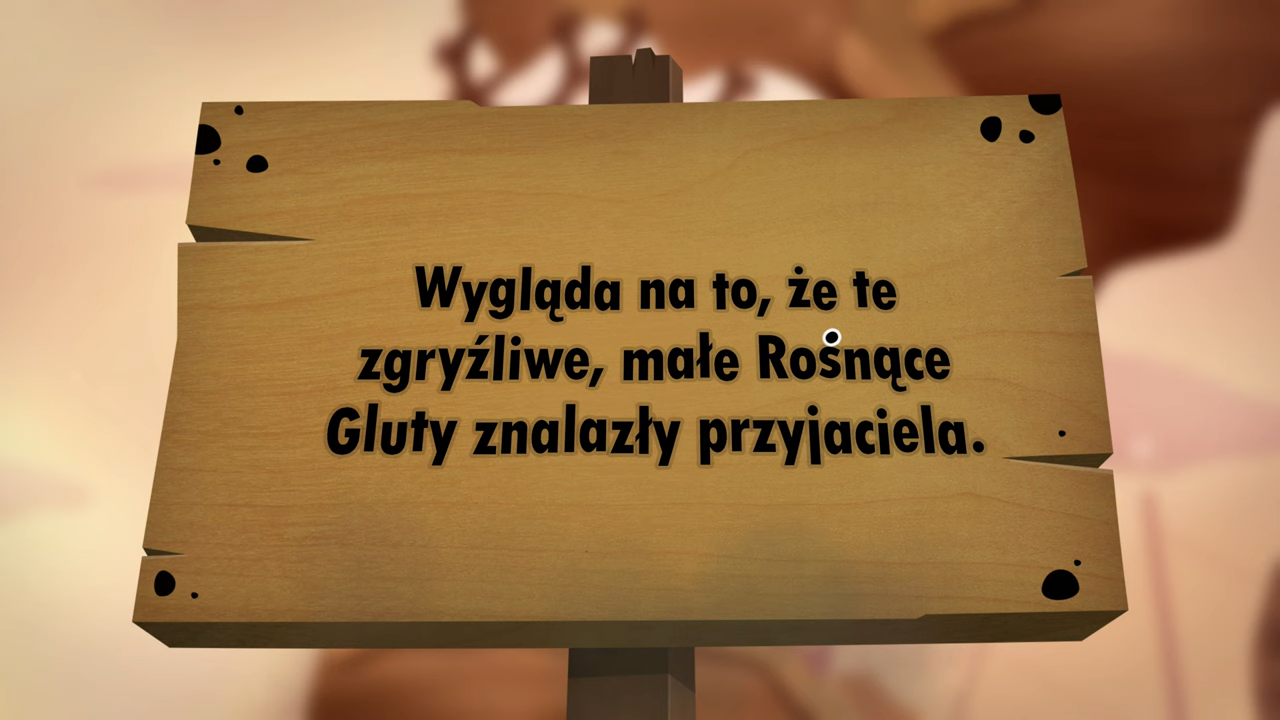 Wygląda na to, że te
zgryźliwe, małe Rosnące
Gluty znalazły przyjaciela.